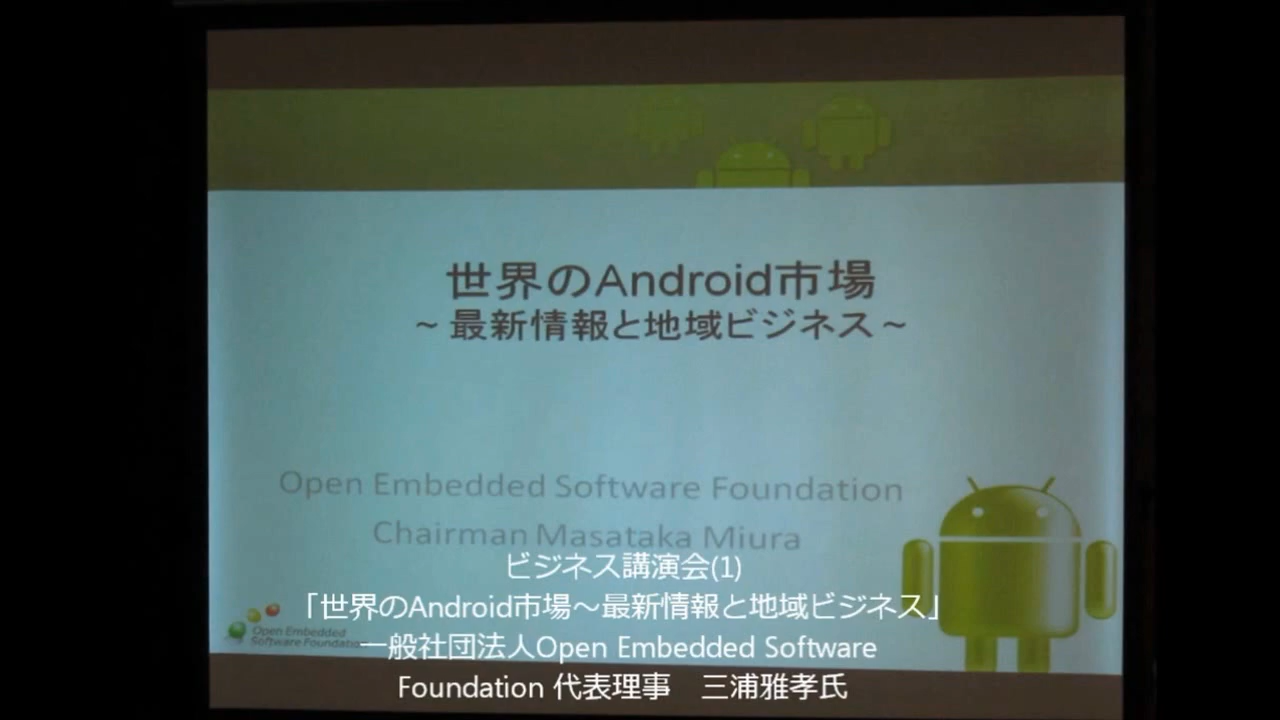 世界のAndroid市場
~ 最新情報と地域ビジネス ~
Open Embedded Software Foundation
Chairman Masataka Miura
Open Embedded
Software Foundation
ビジネス講演会(1)
「世界のAndroid市場～最新情報と地域ビジネス」
一般社団法人Open Embedded Software
Foundation 代表理事　三浦雅孝氏